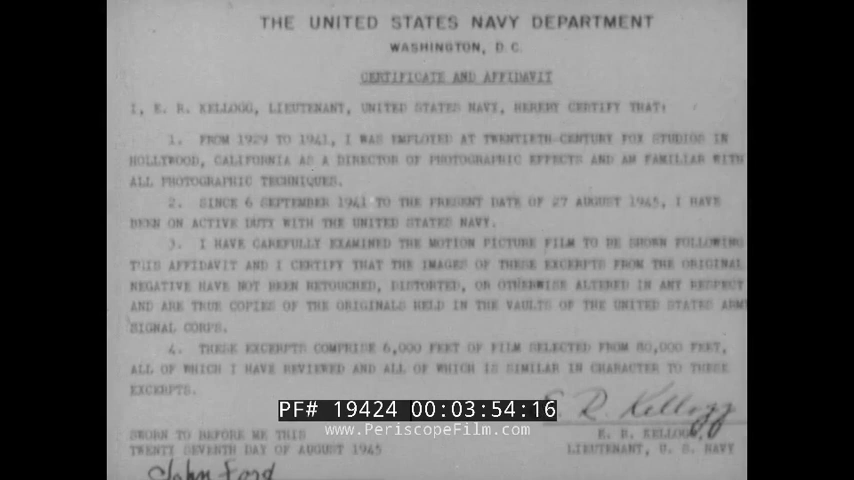 THE UNITED STATES NAVY DEPARTMENT
WASHINGTON, D.C.
CERTIFICATE AND AFFIDAVIT
I, E. R. KELLOGG, LIEUTENANT, UNITED STATES NAVY, HEREBY CERTIFY THAT:
1. FROM 1929 TO 1941, I WAS EMPLOYED AT TWENTIETH-CENTURY FOX STUDIOS IN
HOLLYWOOD, CALIFORNIA AS A DIRECTOR OF PHOTOGRAPHIC EFFECTS AND AM FAMILIAR WITH
ALL PHOTOGRAPHIC TECHNIQUES.
2. SINCE 6 SEPTEMBER 1941 TO THE PRESENT DATE OF 27 AUGUST 1945, I HAVE
BEEN ON ACTIVE DUTY WITH THE UNITED STATES NAVY.
3. I HAVE CAREFULLY EXAMINED THE MOTION PICTURE FILM TO BE SHOWN FOLLOWING
THIS AFFIDAVIT AND I CERTIFY THAT THE IMAGES OF THESE EXCERPTS FROM THE ORIGINAL
NEGATIVE HAVE NOT BEEN RETOUCHED, DISTORTED, OR OTHERWISE ALTERED IN ANY RESPECT
AND ARE TRUE COPIES OF THE ORIGINALS HELD IN THE VAULTS OF THE UNITED STATES ARMY
SIGNAL CORPS.
4. THESE EXCERPTS COMPRISE 6,000 FEET OF FILM SELECTED FROM 80,000 FEET,
ALL OF WHICH I HAVE REVIEWED AND ALL OF WHICH IS SIMILAR IN CHARACTER TO THESE
EXCERPTS.
E. R. Kellogg
PF# 19424 00:03:54:16
www.PeriscopeFilm.com
SWORN TO BEFORE ME THIS
TWENTY SEVENTH DAY OF AUGUST 1945
E. R. KELLOGG
LIEUTENANT, U. S. NAVY
John Ford